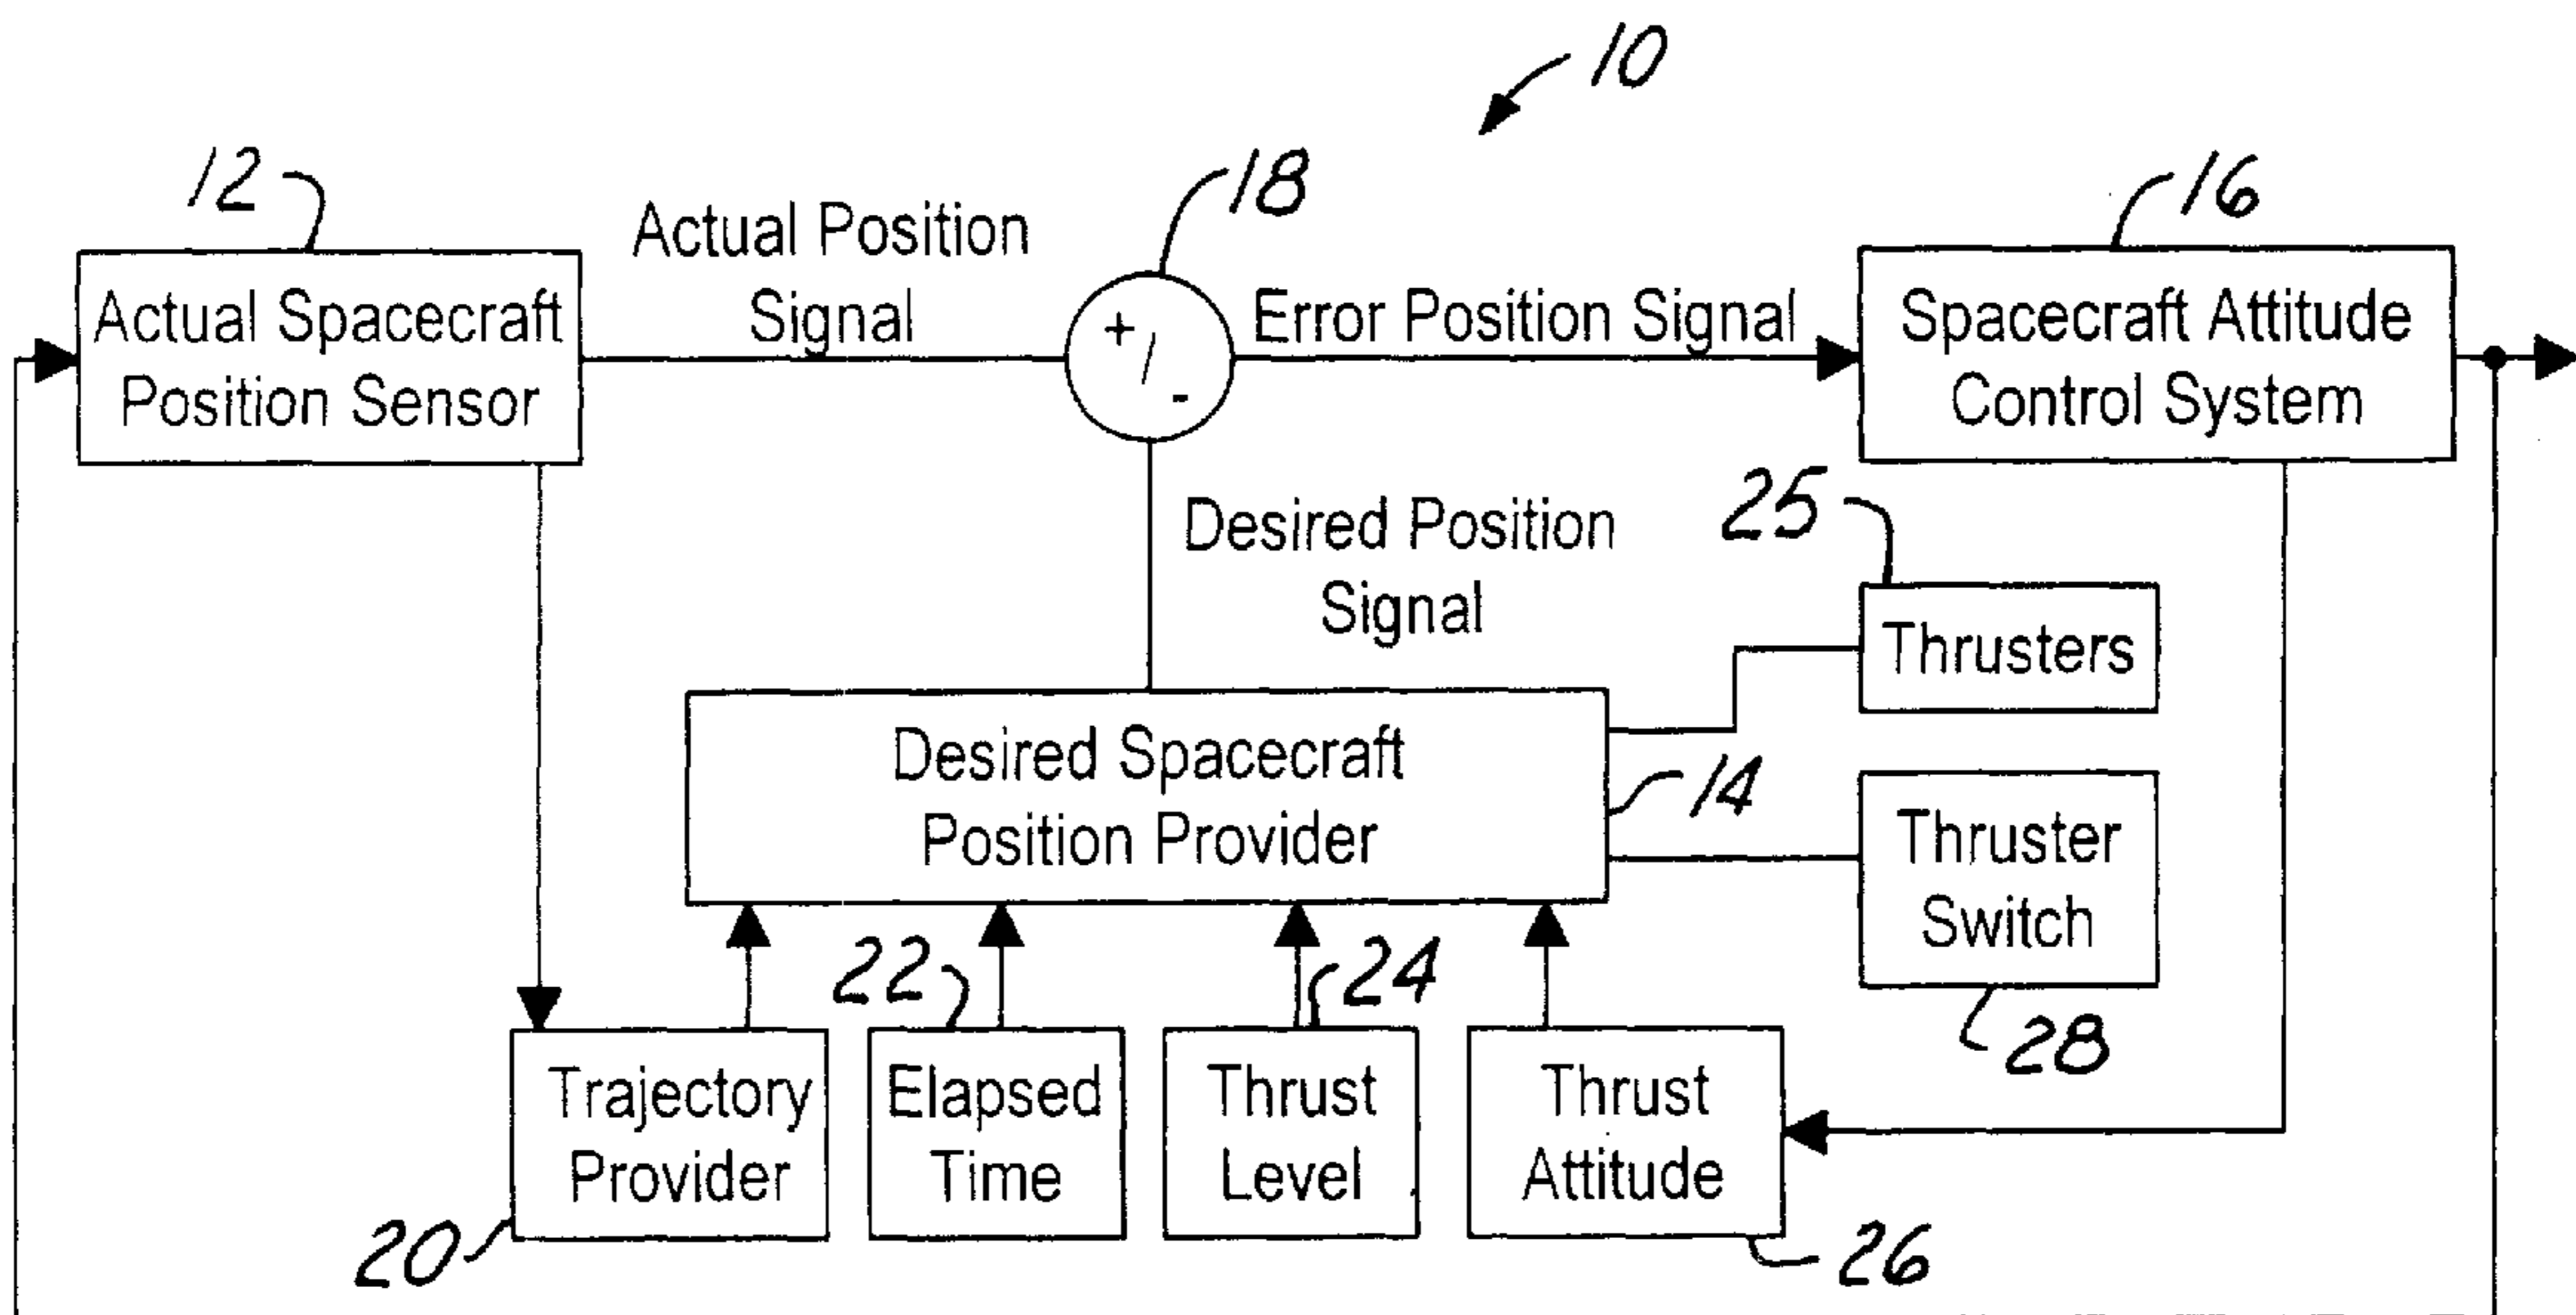 10
12
18
16
Actual Position
Signal
Actual Spacecraft
Position Sensor
+/-
Error Position Signal
Spacecraft Attitude
Control System
Desired Position
Signal
25
Thrusters
Desired Spacecraft
Position Provider
14
Thruster
Switch
28
22
24
Trajectory
Provider
Elapsed
Time
Thrust
Level
Thrust
Attitude
20
26